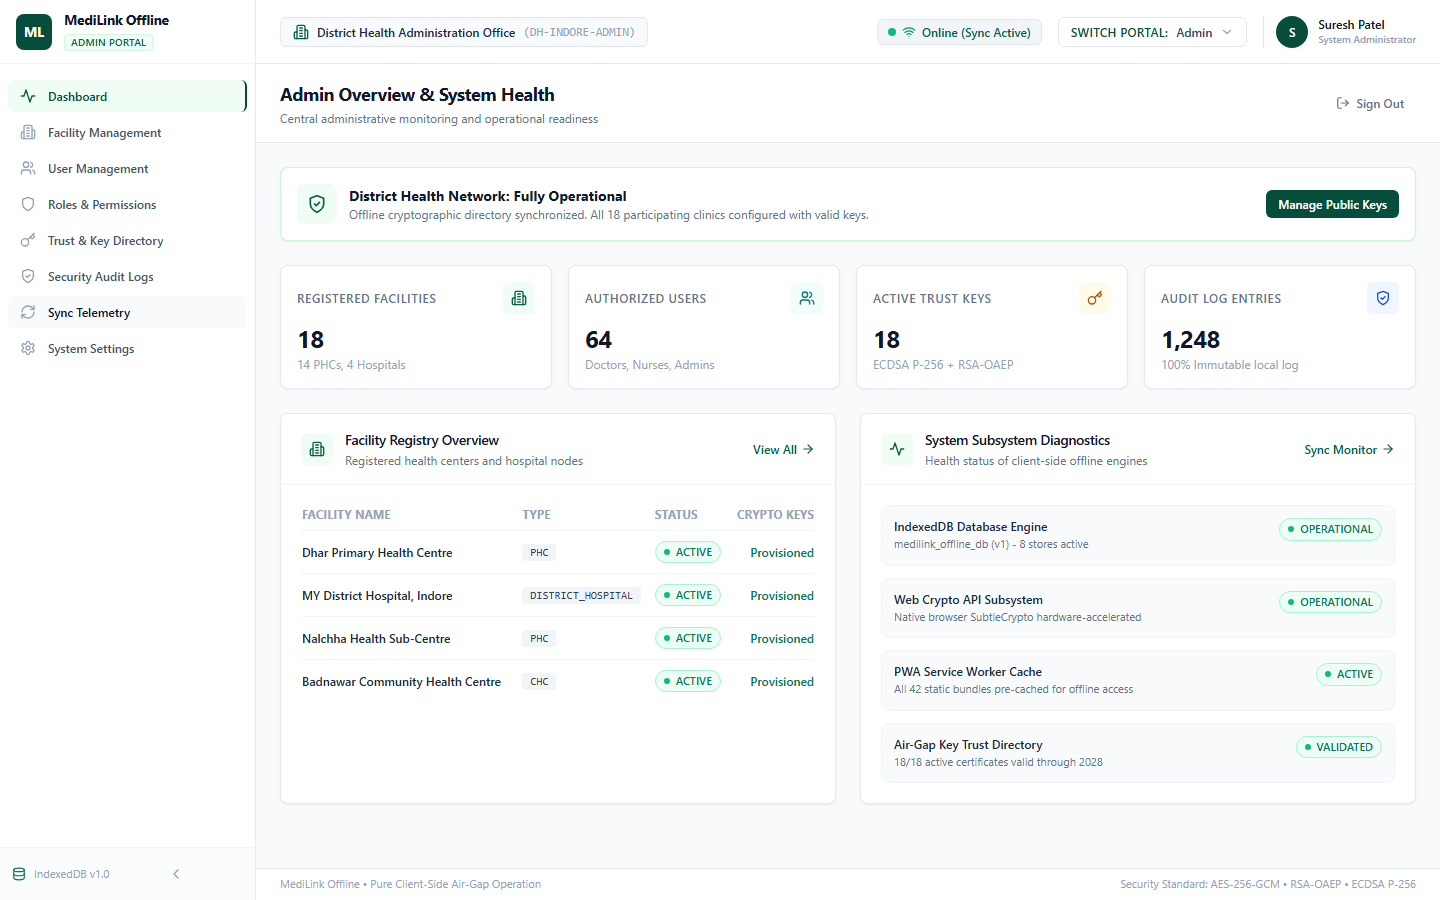 ML
MediLink Offline
ADMIN PORTAL
District Health Administration Office (DH-INDORE-ADMIN)
Online (Sync Active)
SWITCH PORTAL: Admin
S
Suresh Patel
System Administrator
Dashboard
Facility Management
User Management
Roles & Permissions
Trust & Key Directory
Security Audit Logs
Sync Telemetry
System Settings
IndexedDB v1.0
Admin Overview & System Health
Central administrative monitoring and operational readiness
Sign Out
District Health Network: Fully Operational
Offline cryptographic directory synchronized. All 18 participating clinics configured with valid keys.
Manage Public Keys
REGISTERED FACILITIES
18
14 PHCs, 4 Hospitals
AUTHORIZED USERS
64
Doctors, Nurses, Admins
ACTIVE TRUST KEYS
18
ECDSA P-256 + RSA-OAEP
AUDIT LOG ENTRIES
1,248
100% Immutable local log
Facility Registry Overview
Registered health centers and hospital nodes
View All
FACILITY NAME TYPE STATUS CRYPTO KEYS
Dhar Primary Health Centre PHC ACTIVE Provisioned
MY District Hospital, Indore DISTRICT_HOSPITAL ACTIVE Provisioned
Nalchha Health Sub-Centre PHC ACTIVE Provisioned
Badnawar Community Health Centre CHC ACTIVE Provisioned
System Subsystem Diagnostics
Health status of client-side offline engines
Sync Monitor
IndexedDB Database Engine
medilink_offline_db (v1) - 8 stores active
OPERATIONAL
Web Crypto API Subsystem
Native browser SubtleCrypto hardware-accelerated
OPERATIONAL
PWA Service Worker Cache
All 42 static bundles pre-cached for offline access
ACTIVE
Air-Gap Key Trust Directory
18/18 active certificates valid through 2028
VALIDATED
MediLink Offline • Pure Client-Side Air-Gap Operation
Security Standard: AES-256-GCM • RSA-OAEP • ECDSA P-256